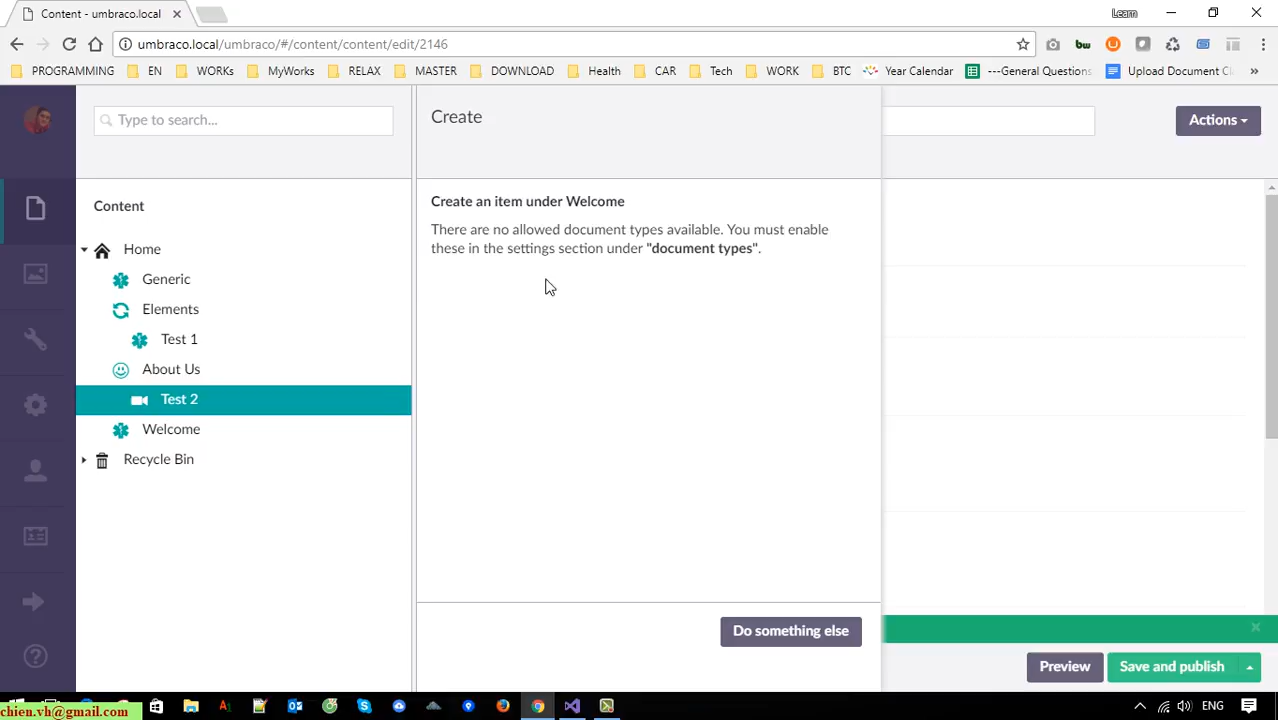 Content - umbraco.local
Learn
umbraco.local/umbraco/#/content/content/edit/2146
PROGRAMMING EN WORKs MyWorks RELAX MASTER DOWNLOAD Health CAP Tech WORK BTC Year Calendar ---General Questions Upload Document Cl »
Type to search...
Create
Actions
Content
Create an item under Welcome
There are no allowed document types available. You must enable
these in the settings section under "document types".
Home
Generic
Elements
Test 1
About Us
Test 2
Welcome
Recycle Bin
Do something else
Preview
Save and publish
ENG
chien.vh@gmail.com